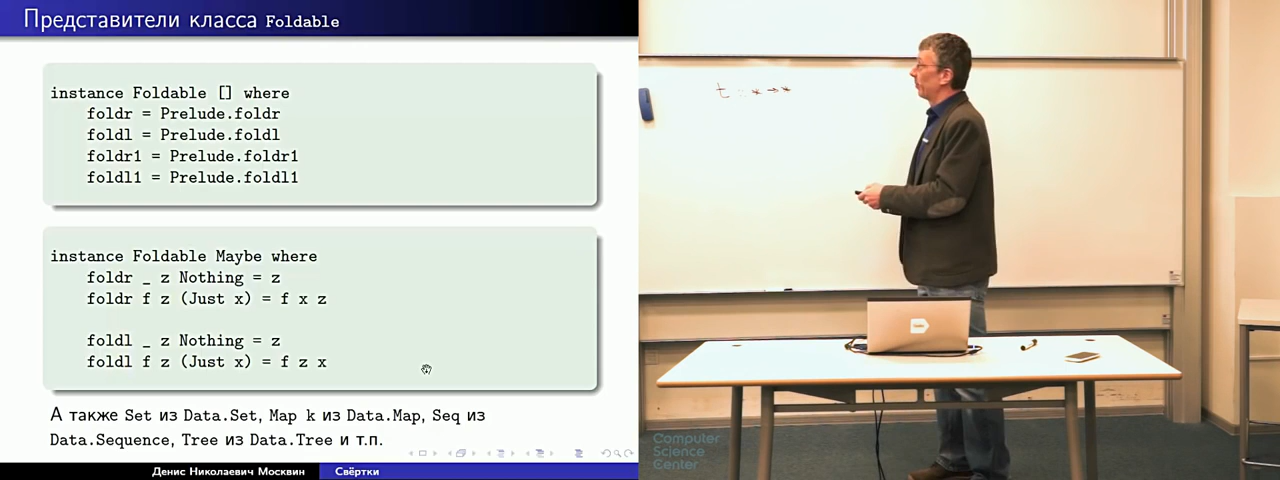 Представители класса Foldable
instance Foldable [] where
foldr = Prelude.foldr
foldl = Prelude.foldl
foldr1 = Prelude.foldr1
foldl1 = Prelude.foldl1
instance Foldable Maybe where
foldr _ z Nothing = z
foldr f z (Just x) = f x z
foldl _ z Nothing = z
foldl f z (Just x) = f z x
А также Set из Data.Set, Map k из Data.Map, Seq из
Data.Sequence, Tree из Data.Tree и т.п.
Денис Николаевич Москвин
Свёртки
t :: * → *
Computer
Science
Center